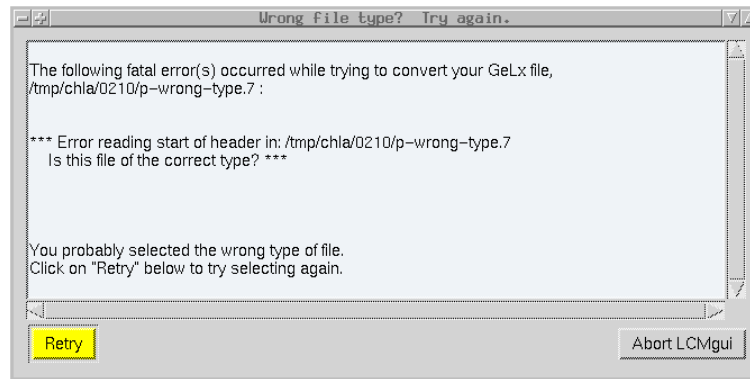 Wrong file type? Try again.
The following fatal error(s) occurred while trying to convert your GeLx file,
/tmp/chla/0210/p-wrong-type.7 :
*** Error reading start of header in: /tmp/chla/0210/p-wrong-type.7
Is this file of the correct type? ***
You probably selected the wrong type of file.
Click on "Retry" below to try selecting again.
Retry
Abort LCMgui